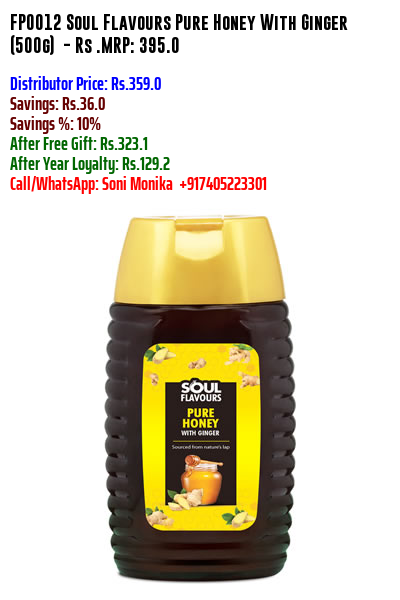 FP0012 Soul Flavours Pure Honey With Ginger
(500g) - Rs .MRP: 395.0
Distributor Price: Rs.359.0
Savings: Rs.36.0
Savings %: 10%
After Free Gift: Rs.323.1
After Year Loyalty: Rs.129.2
Call/WhatsApp: Soni Monika +917405223301
SOUL
FLAVOURS
PURE
HONEY
WITH GINGER
Sourced from nature's lap